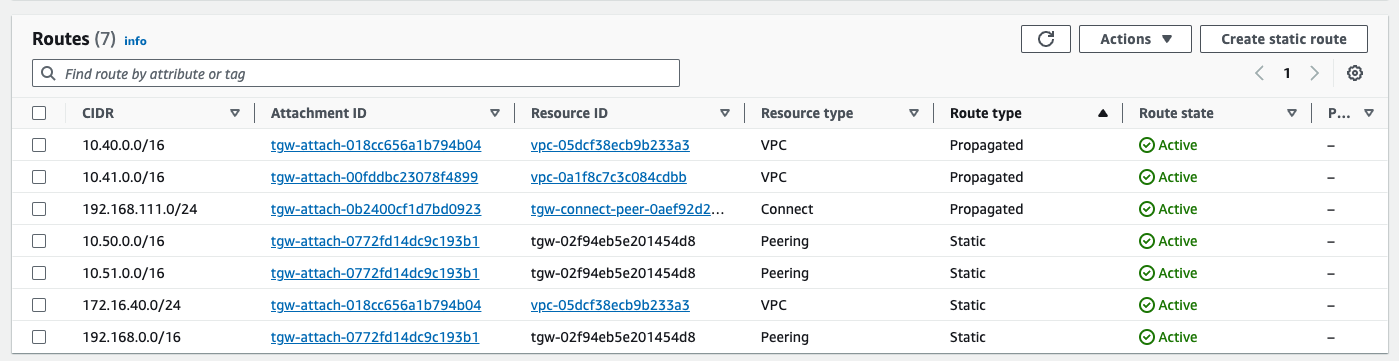 Routes (7) info
Actions Create static route
Find route by attribute or tag
1
CIDR Attachment ID Resource ID Resource type Route type Route state P...
10.40.0.0/16 tgw-attach-018cc656a1b794b04 vpc-05dcf38ecb9b233a3 VPC Propagated Active –
10.41.0.0/16 tgw-attach-00fddbc23078f4899 vpc-0a1f8c7c3c084cdbb VPC Propagated Active –
192.168.111.0/24 tgw-attach-0b2400cf1d7bd0923 tgw-connect-peer-0aef92d2... Connect Propagated Active –
10.50.0.0/16 tgw-attach-0772fd14dc9c193b1 tgw-02f94eb5e201454d8 Peering Static Active –
10.51.0.0/16 tgw-attach-0772fd14dc9c193b1 tgw-02f94eb5e201454d8 Peering Static Active –
172.16.40.0/24 tgw-attach-018cc656a1b794b04 vpc-05dcf38ecb9b233a3 VPC Static Active –
192.168.0.0/16 tgw-attach-0772fd14dc9c193b1 tgw-02f94eb5e201454d8 Peering Static Active –